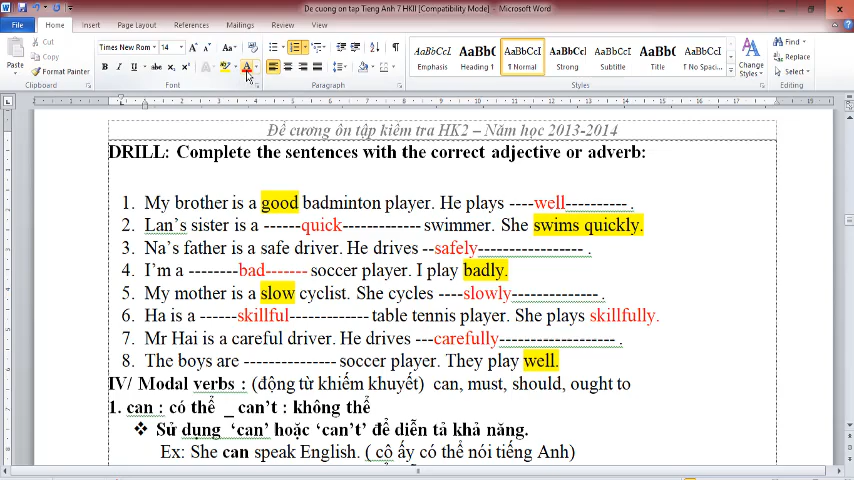 De cuong on tap Tieng Anh 7 HKII [Compatibility Mode] - Microsoft Word
File Home Insert Page Layout References Mailings Review View
Paste
Cut
Copy
Format Painter
Clipboard
Times New Rom 14
Font
Paragraph
AaBbCcI AaBbC AaBbCcI AaBbCcI AaBbCcI AaBbC AaBbCcI
Emphasis Heading 1 ¶ Normal Strong Subtitle Title ¶ No Spaci...
Styles
Change Styles
Find
Replace
Select
Editing
Đề cương ôn tập kiểm tra HK2 – Năm học 2013-2014
DRILL: Complete the sentences with the correct adjective or adverb:
1. My brother is a good badminton player. He plays ----well---------- .
2. Lan’s sister is a ------quick------------- swimmer. She swims quickly.
3. Na’s father is a safe driver. He drives --safely----------------- .
4. I’m a --------bad------- soccer player. I play badly.
5. My mother is a slow cyclist. She cycles ----slowly-------------- .
6. Ha is a ------skilful------------- table tennis player. She plays skillfully.
7. Mr Hai is a careful driver. He drives ---carefully------------------- .
8. The boys are --------------- soccer player. They play well.
IV/ Modal verbs : (động từ khiếm khuyết) can, must, should, ought to
1. can : có thể _ can’t : không thể
❖ Sử dụng ‘can’ hoặc ‘can’t’ để diễn tả khả năng.
Ex: She can speak English. ( cô ấy có thể nói tiếng Anh)